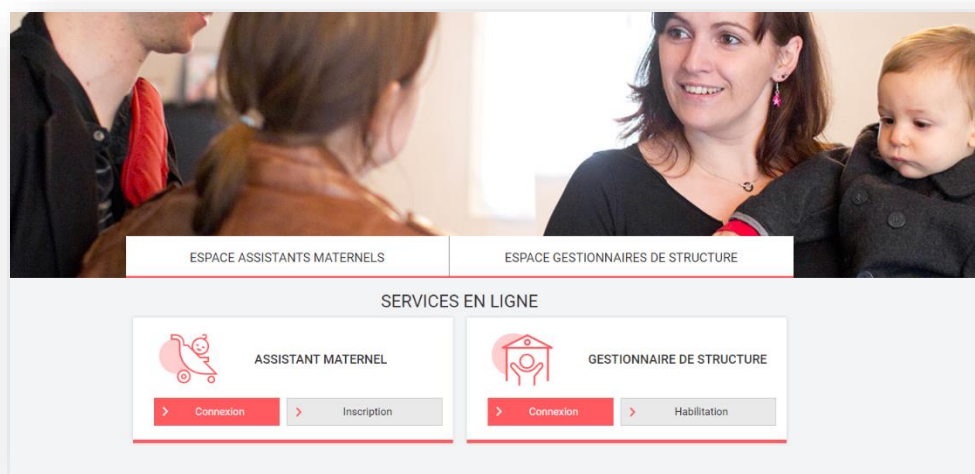 ESPACE ASSISTANTS MATERNELS
ESPACE GESTIONNAIRES DE STRUCTURE
SERVICES EN LIGNE
ASSISTANT MATERNEL
Connexion
Inscription
GESTIONNAIRE DE STRUCTURE
Connexion
Habilitation